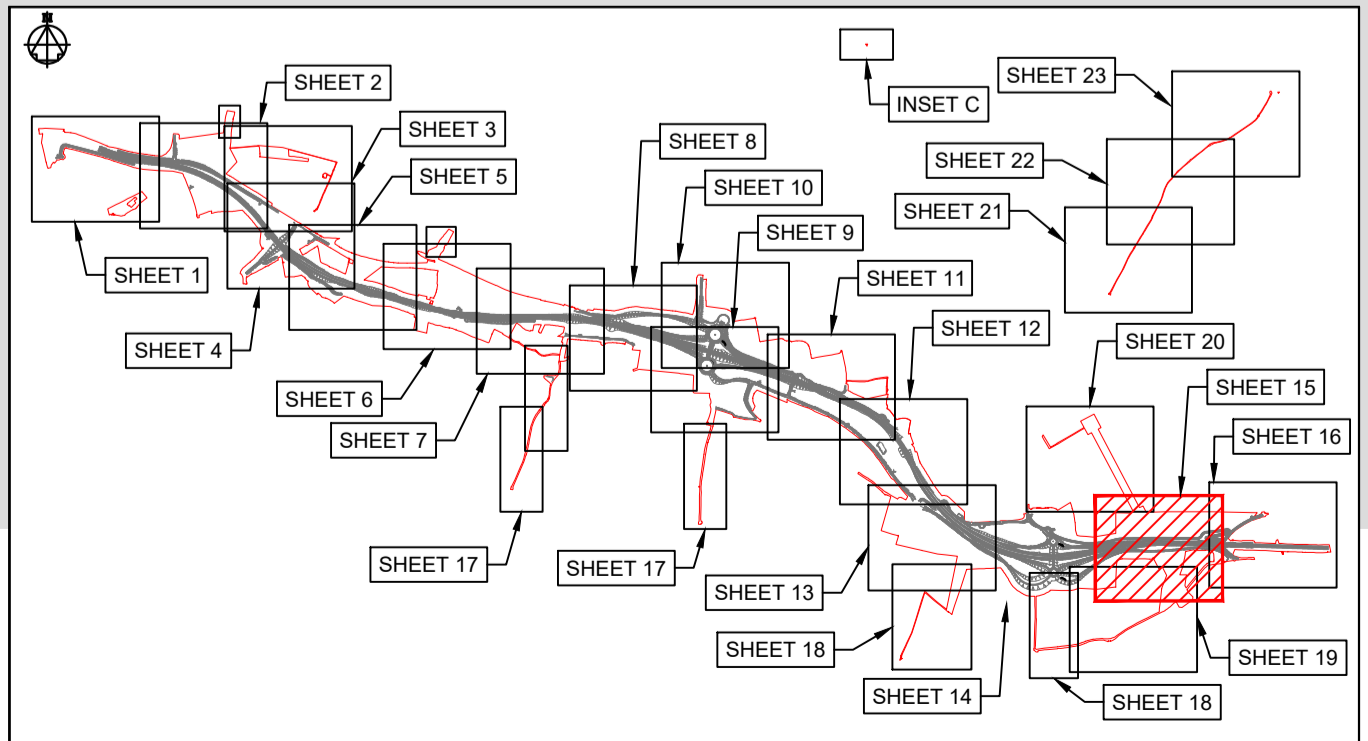 N
SHEET 2
INSET C
SHEET 23
SHEET 3
SHEET 8
SHEET 22
SHEET 5
SHEET 10
SHEET 21
SHEET 9
SHEET 1
SHEET 11
SHEET 12
SHEET 4
SHEET 20
SHEET 15
SHEET 6
SHEET 16
SHEET 7
SHEET 17
SHEET 17
SHEET 13
SHEET 18
SHEET 19
SHEET 14
SHEET 18